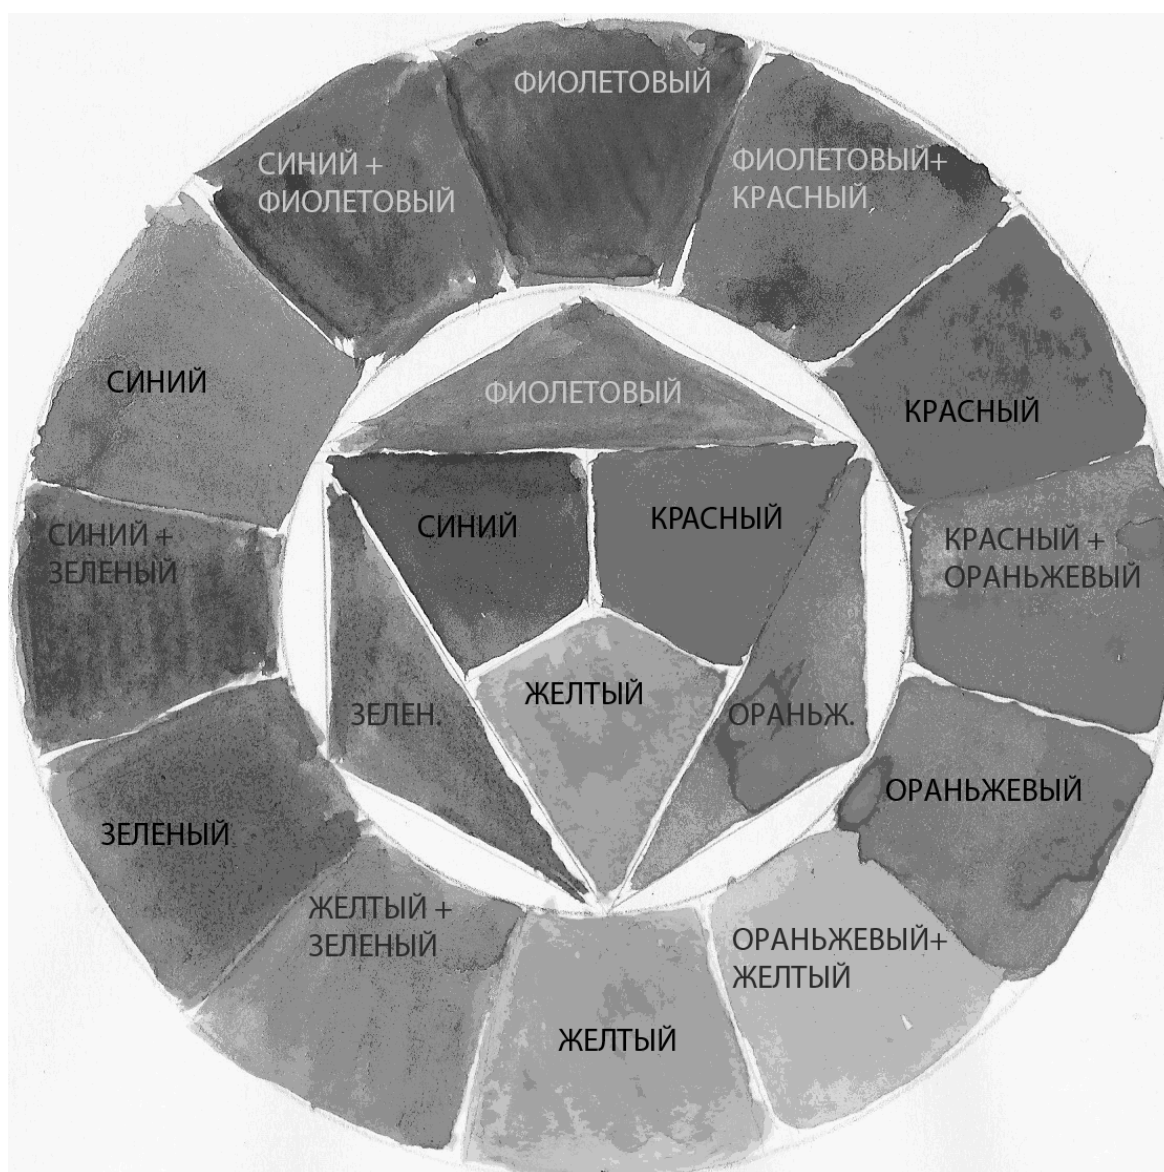 ФИОЛЕТОВЫЙ
СИНИЙ +
ФИОЛЕТОВЫЙ
ФИОЛЕТОВЫЙ+
КРАСНЫЙ
СИНИЙ
ФИОЛЕТОВЫЙ
КРАСНЫЙ
СИНИЙ
КРАСНЫЙ
СИНИЙ +
ЗЕЛЕНЫЙ
КРАСНЫЙ +
ОРАНЬЖЕВЫЙ
ЖЕЛТЫЙ
ЗЕЛЕН.
ОРАНЬЖ.
ОРАНЬЖЕВЫЙ
ЗЕЛЕНЫЙ
ЖЕЛТЫЙ +
ЗЕЛЕНЫЙ
ОРАНЬЖЕВЫЙ+
ЖЕЛТЫЙ
ЖЕЛТЫЙ